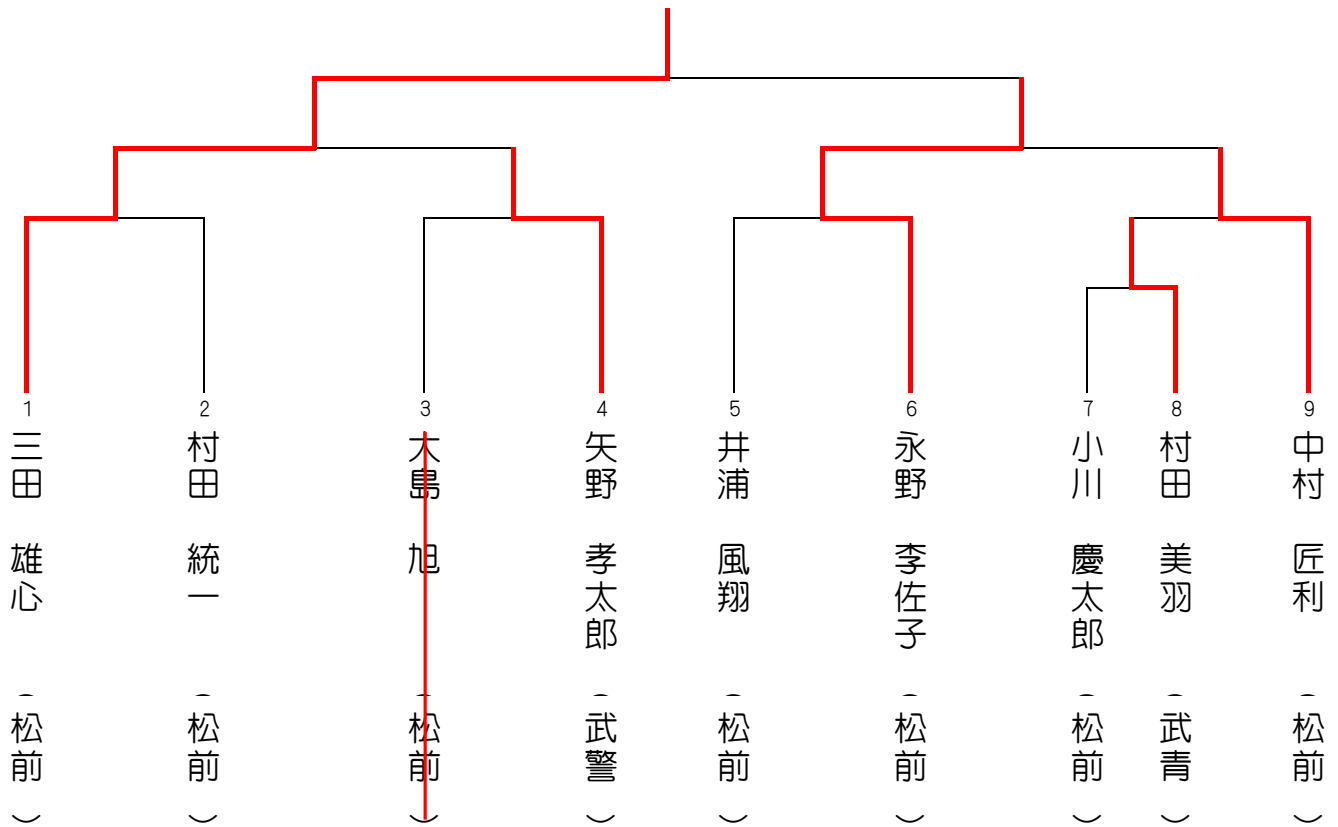 1
三田 雄心 （松前）
2
村田 統一 （松前）
3
大島 旭 （松前）
4
矢野 孝太郎 （武警）
5
井浦 風翔 （松前）
6
永野 李佐子 （松前）
7
小川 慶太郎 （松前）
8
村田 美羽 （武青）
9
中村 匠利 （松前）